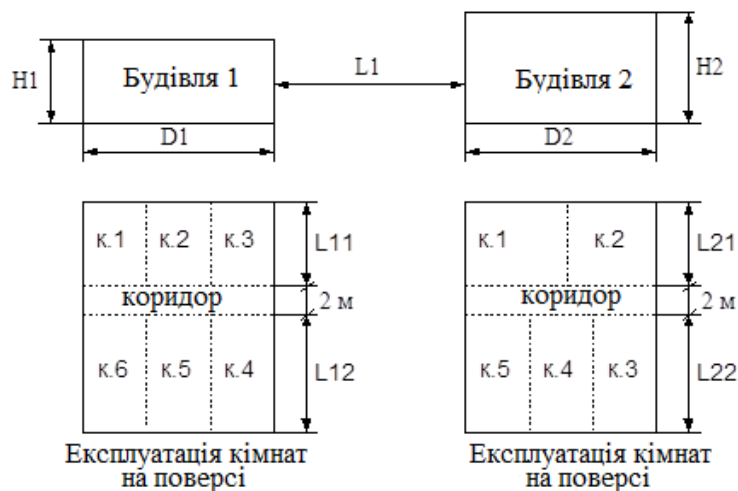 H1
Будівля 1
L1
Будівля 2
H2
D1
D2
к.1 к.2 к.3
L11
коридор
2 м
к.6 к.5 к.4
L12
Експлуатація кімнат
на поверсі
к.1 к.2
L21
коридор
2 м
к.5 к.4 к.3
L22
Експлуатація кімнат
на поверсі